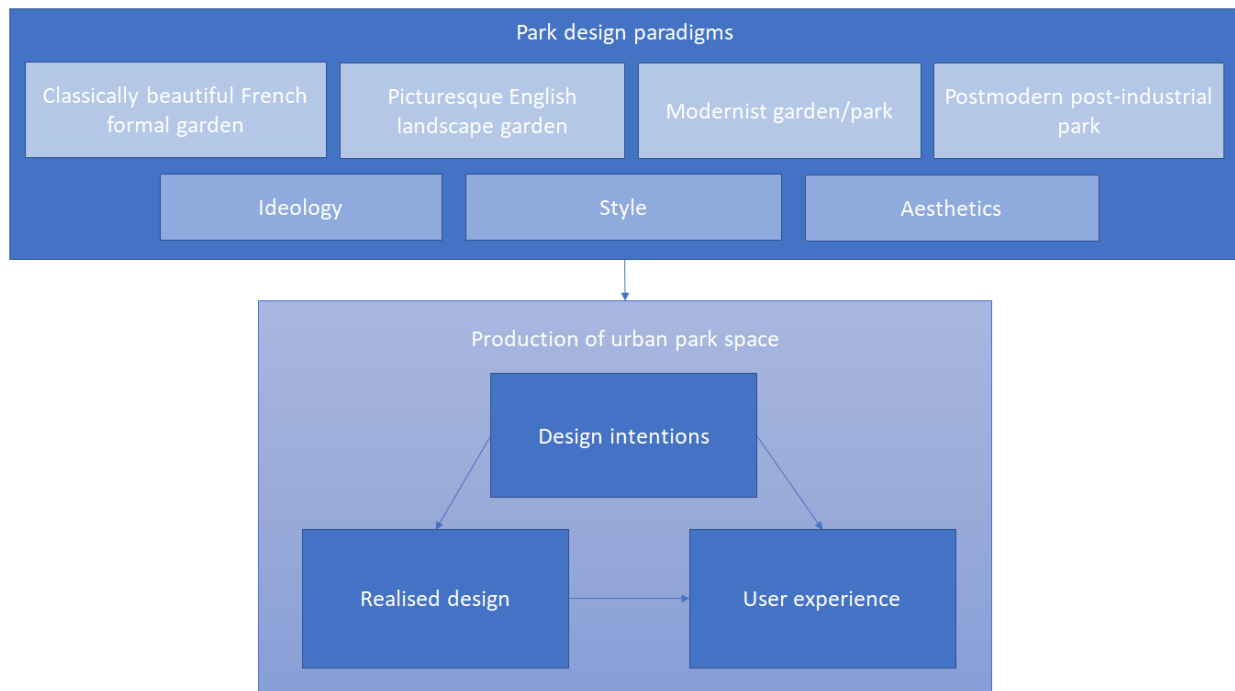 Park design paradigms
Classically beautiful French
formal garden
Picturesque English
landscape garden
Modernist garden/park
Postmodern post-industrial
park
Ideology
Style
Aesthetics
Production of urban park space
Design intentions
Realised design
User experience